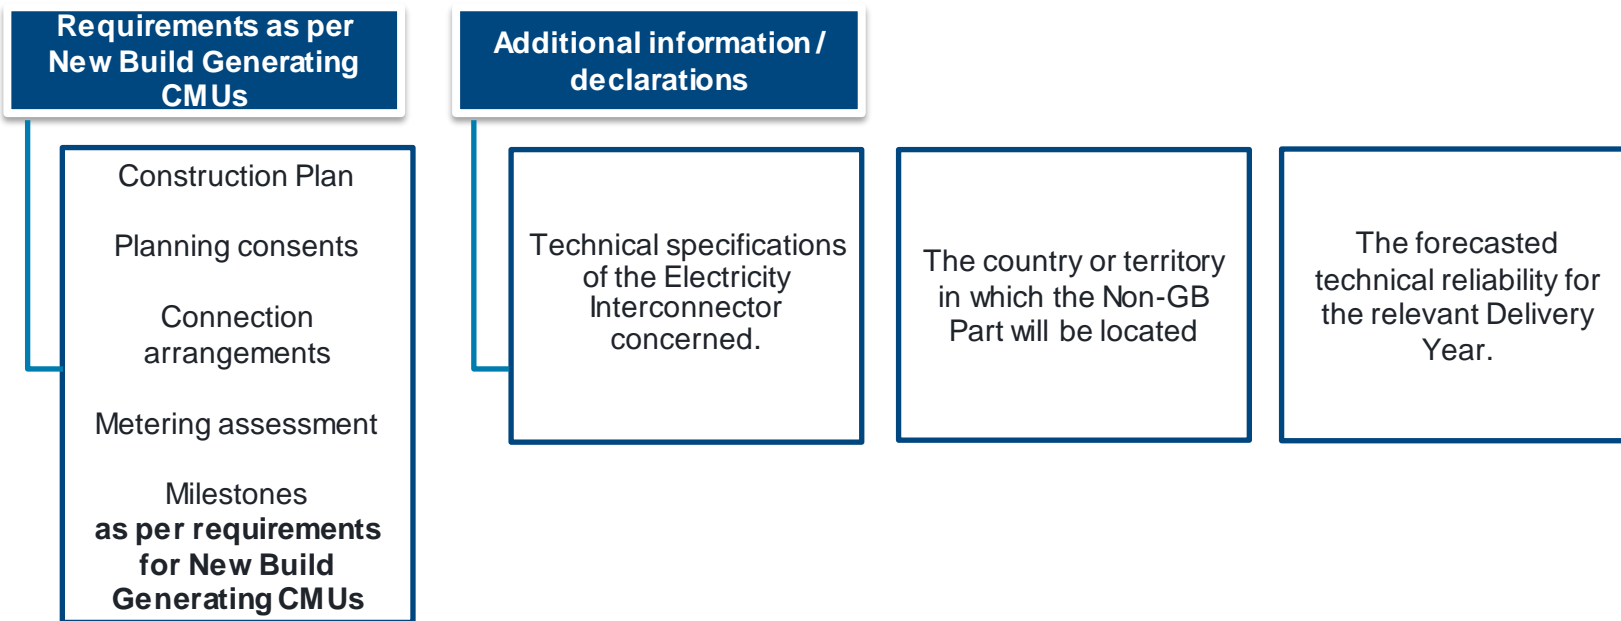 Requirements as per
New Build Generating
CMUs
Additional information /
declarations
Construction Plan
Planning consents
Connection
arrangements
Metering assessment
Milestones
as per requirements
for New Build
Generating CMUs
Technical specifications
of the Electricity
Interconnector
concerned.
The country or territory
in which the Non-GB
Part will be located
The forecasted
technical reliability for
the relevant Delivery
Year.